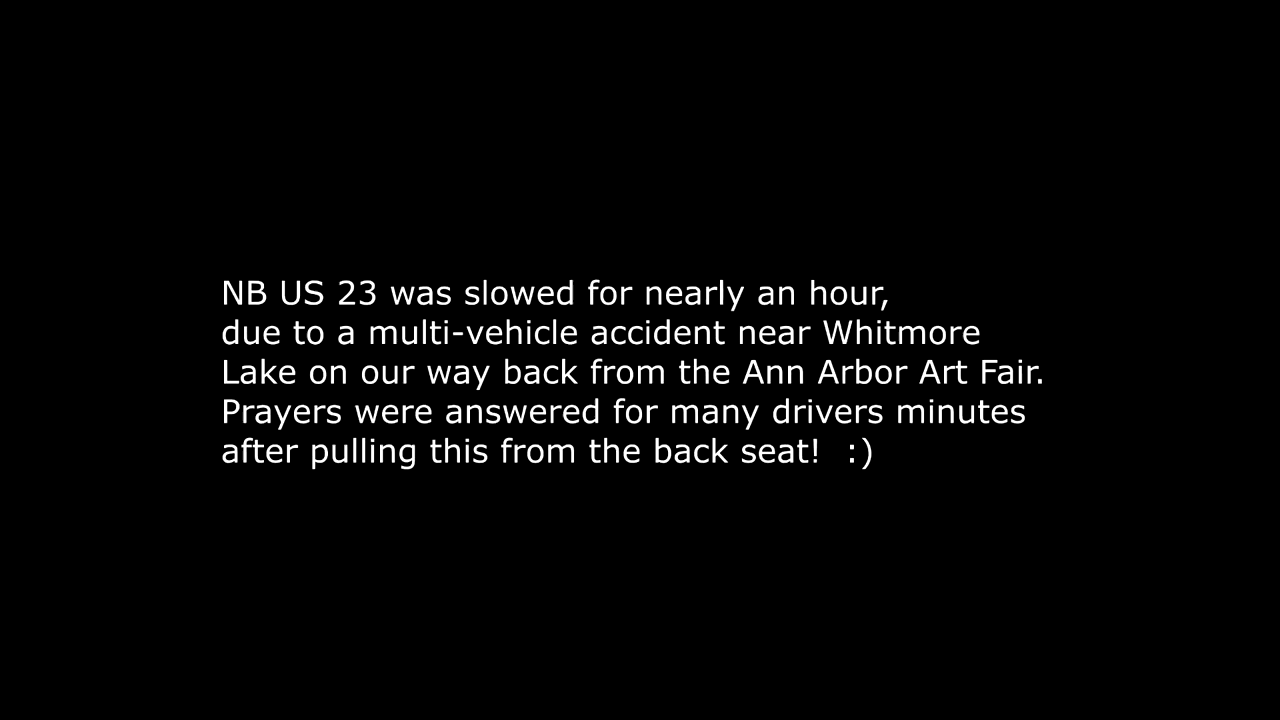 NB US 23 was slowed for nearly an hour,
due to a multi-vehicle accident near Whitmore
Lake on our way back from the Ann Arbor Art Fair.
Prayers were answered for many drivers minutes
after pulling this from the back seat!  :)